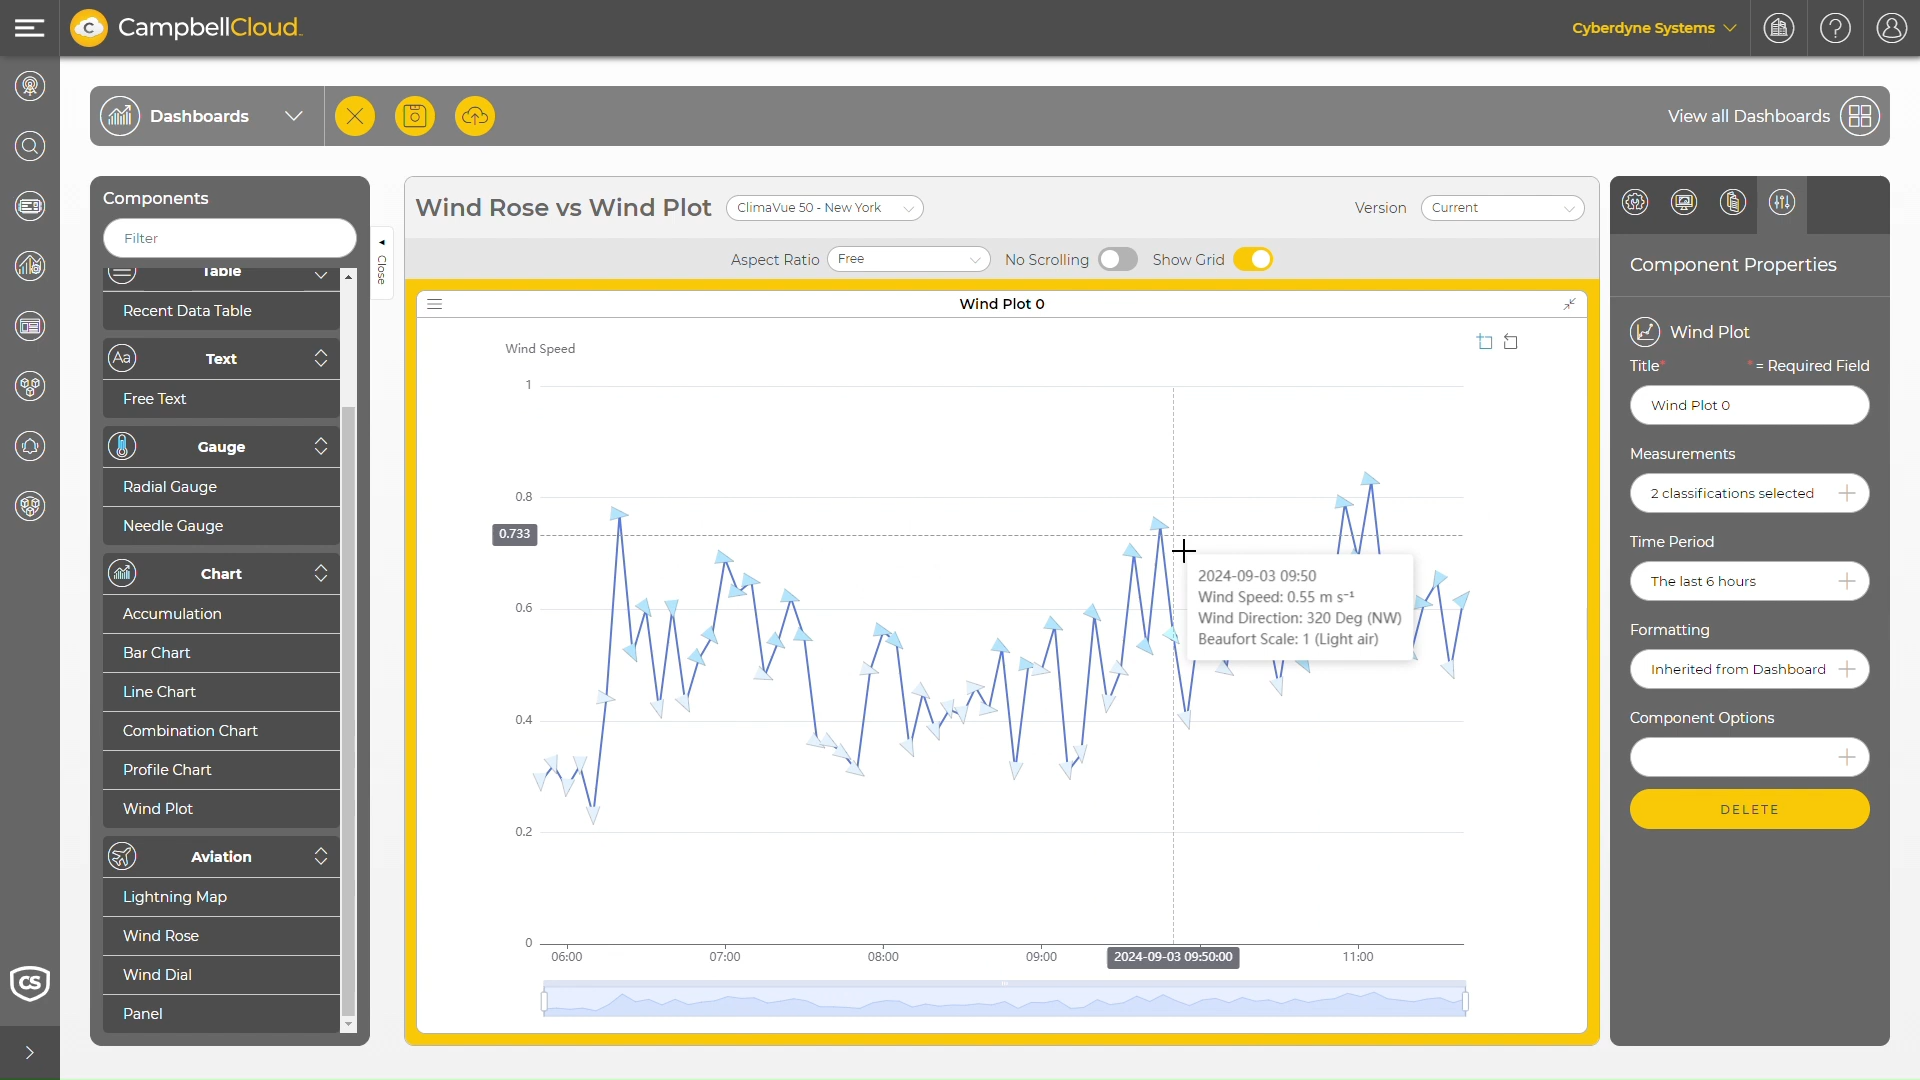 CampbellCloud
Cyberdyne Systems
Dashboards
View all Dashboards
Components
Filter
Close
Table
Recent Data Table
Aa
Text
Free Text
Gauge
Radial Gauge
Needle Gauge
Chart
Accumulation
Bar Chart
Line Chart
Combination Chart
Profile Chart
Wind Plot
Aviation
Lightning Map
Wind Rose
Wind Dial
Panel
CS
Wind Rose vs Wind Plot
ClimaVue 50 - New York
Version
Current
Aspect Ratio
Free
No Scrolling
Show Grid
Wind Plot 0
Wind Speed
1
0.8
0.733
0.6
0.4
0.2
0
2024-09-03 09:50
Wind Speed: 0.55 m s⁻¹
Wind Direction: 320 Deg (NW)
Beaufort Scale: 1 (Light air)
06:00
07:00
08:00
09:00
2024-09-03 09:50:00
11:00
Component Properties
Wind Plot
Title* * = Required Field
Wind Plot 0
Measurements
2 classifications selected
Time Period
The last 6 hours
Formatting
Inherited from Dashboard
Component Options
DELETE